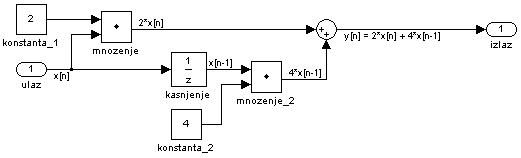 2
konstanta_1
mnozenje
2*x[n]
+
+
y[n] = 2*x[n] + 4*x[n-1]
1
izlaz
1
ulaz
x[n]
1
z
kasnjenje
x[n-1]
mnozenje_2
4*x[n-1]
4
konstanta_2